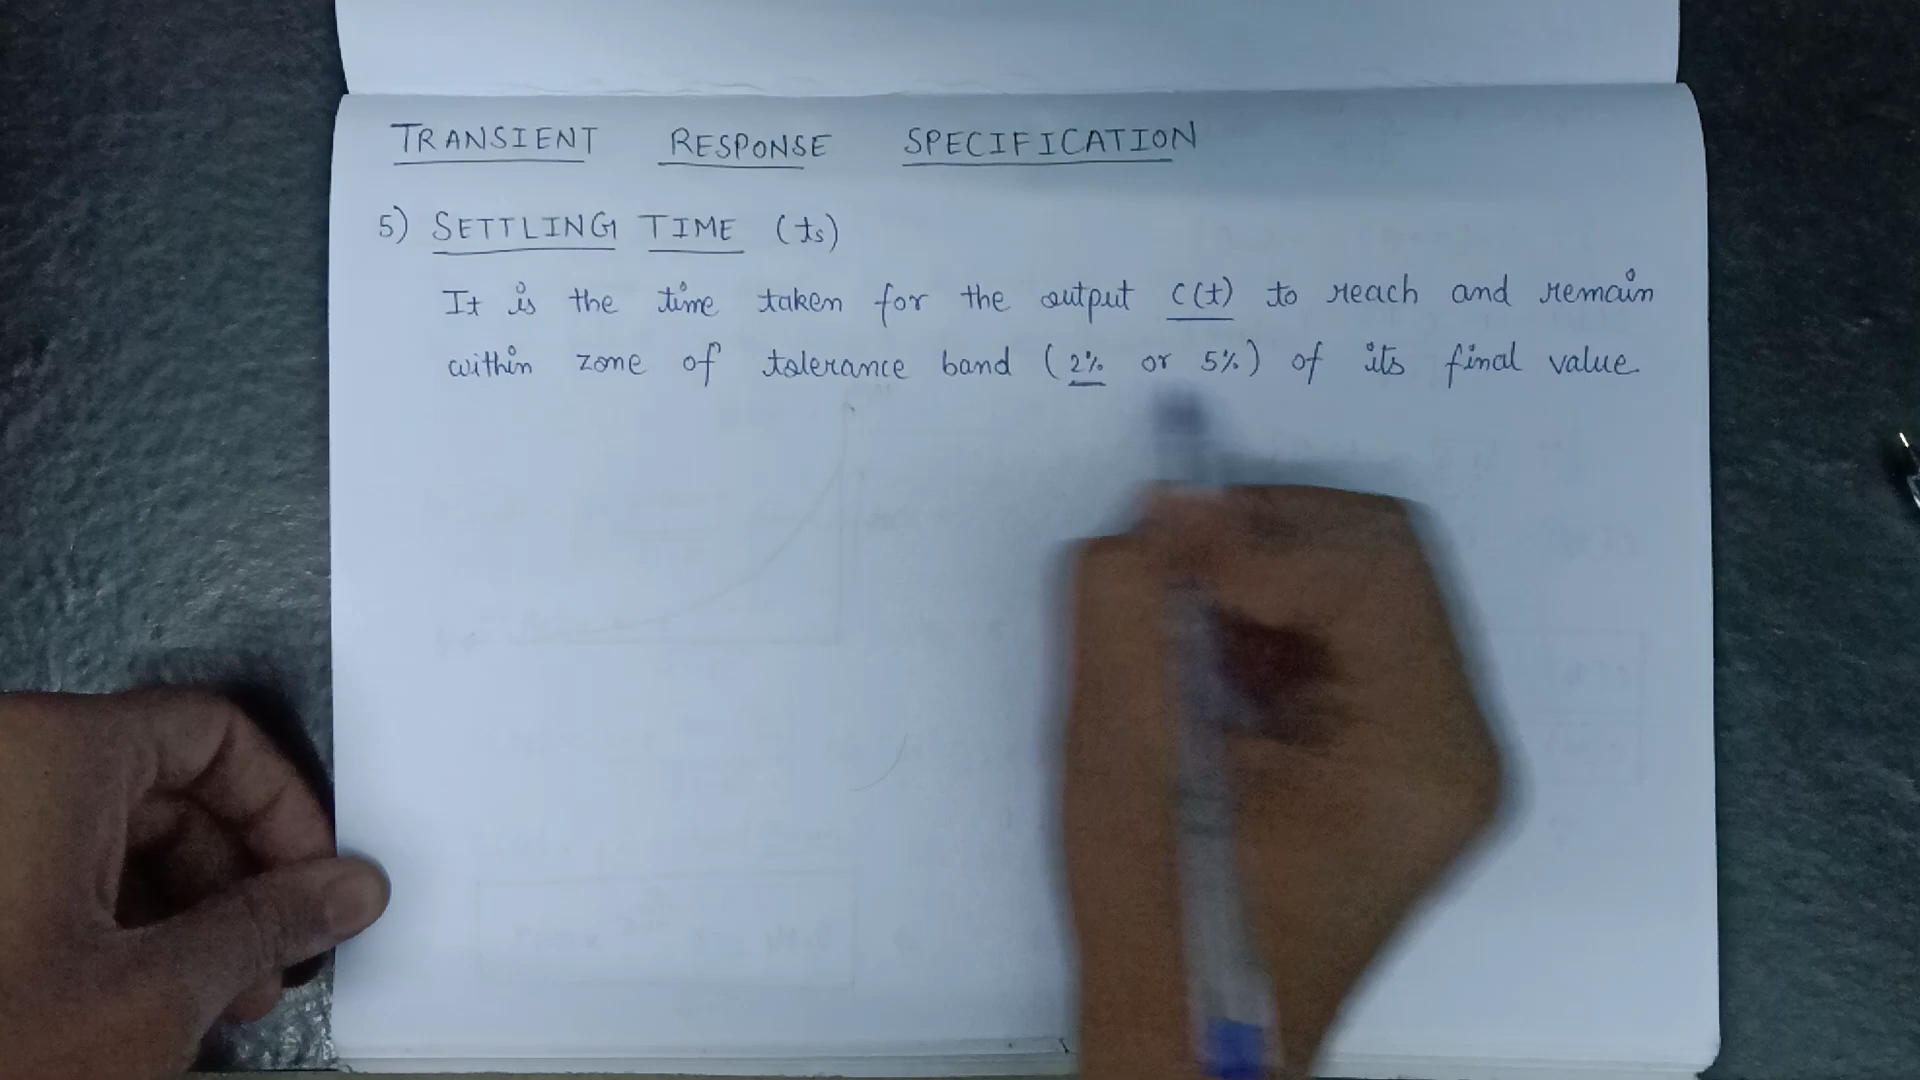 TRANSIENT RESPONSE SPECIFICATION
5) SETTLING TIME (ts)
It is the time taken for the output c(t) to reach and remain
within zone of tolerance band (2% or 5%) of its final value.